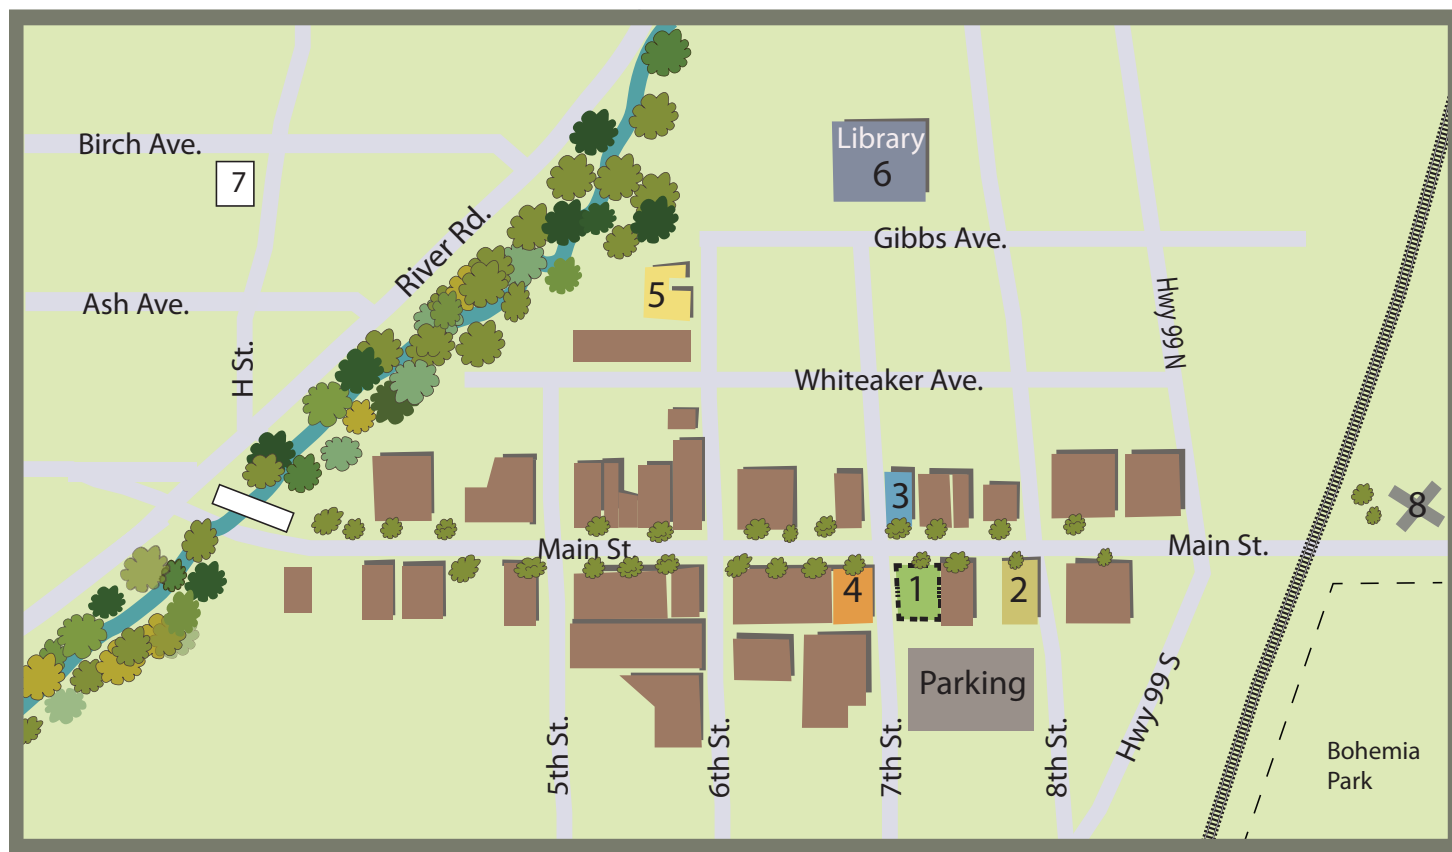 Birch Ave.
7
River Rd.
Library
6
Gibbs Ave.
Ash Ave.
5
Hwy 99 N
H St.
Whiteaker Ave.
3
8
Main St.
Main St.
4
1
2
Parking
5th St.
6th St.
7th St.
8th St.
Hwy 99 S
Bohemia
Park